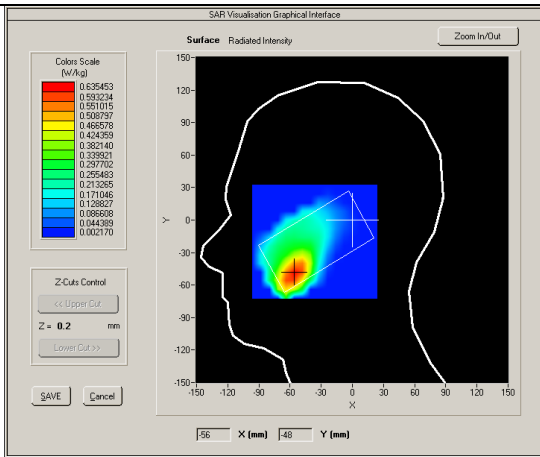 SAR Visualisation Graphical Interface
Surface Radiated Intensity
Zoom In/Out
Colors Scale
(W/kg)
0.635453
0.593234
0.551015
0.508797
0.466578
0.424359
0.382140
0.339921
0.297702
0.255483
0.213265
0.171046
0.128827
0.086608
0.044389
0.002170
Z-Cuts Control
<< Upper Cut
Z = 0.2 mm
Lower Cut >>
SAVE
Cancel
150
120
90
60
30
0
-30
-60
-90
-120
-150
Y
-150 -120 -90 -60 -30 0 30 60 90 120 150
X
-56 X (mm) -48 Y (mm)